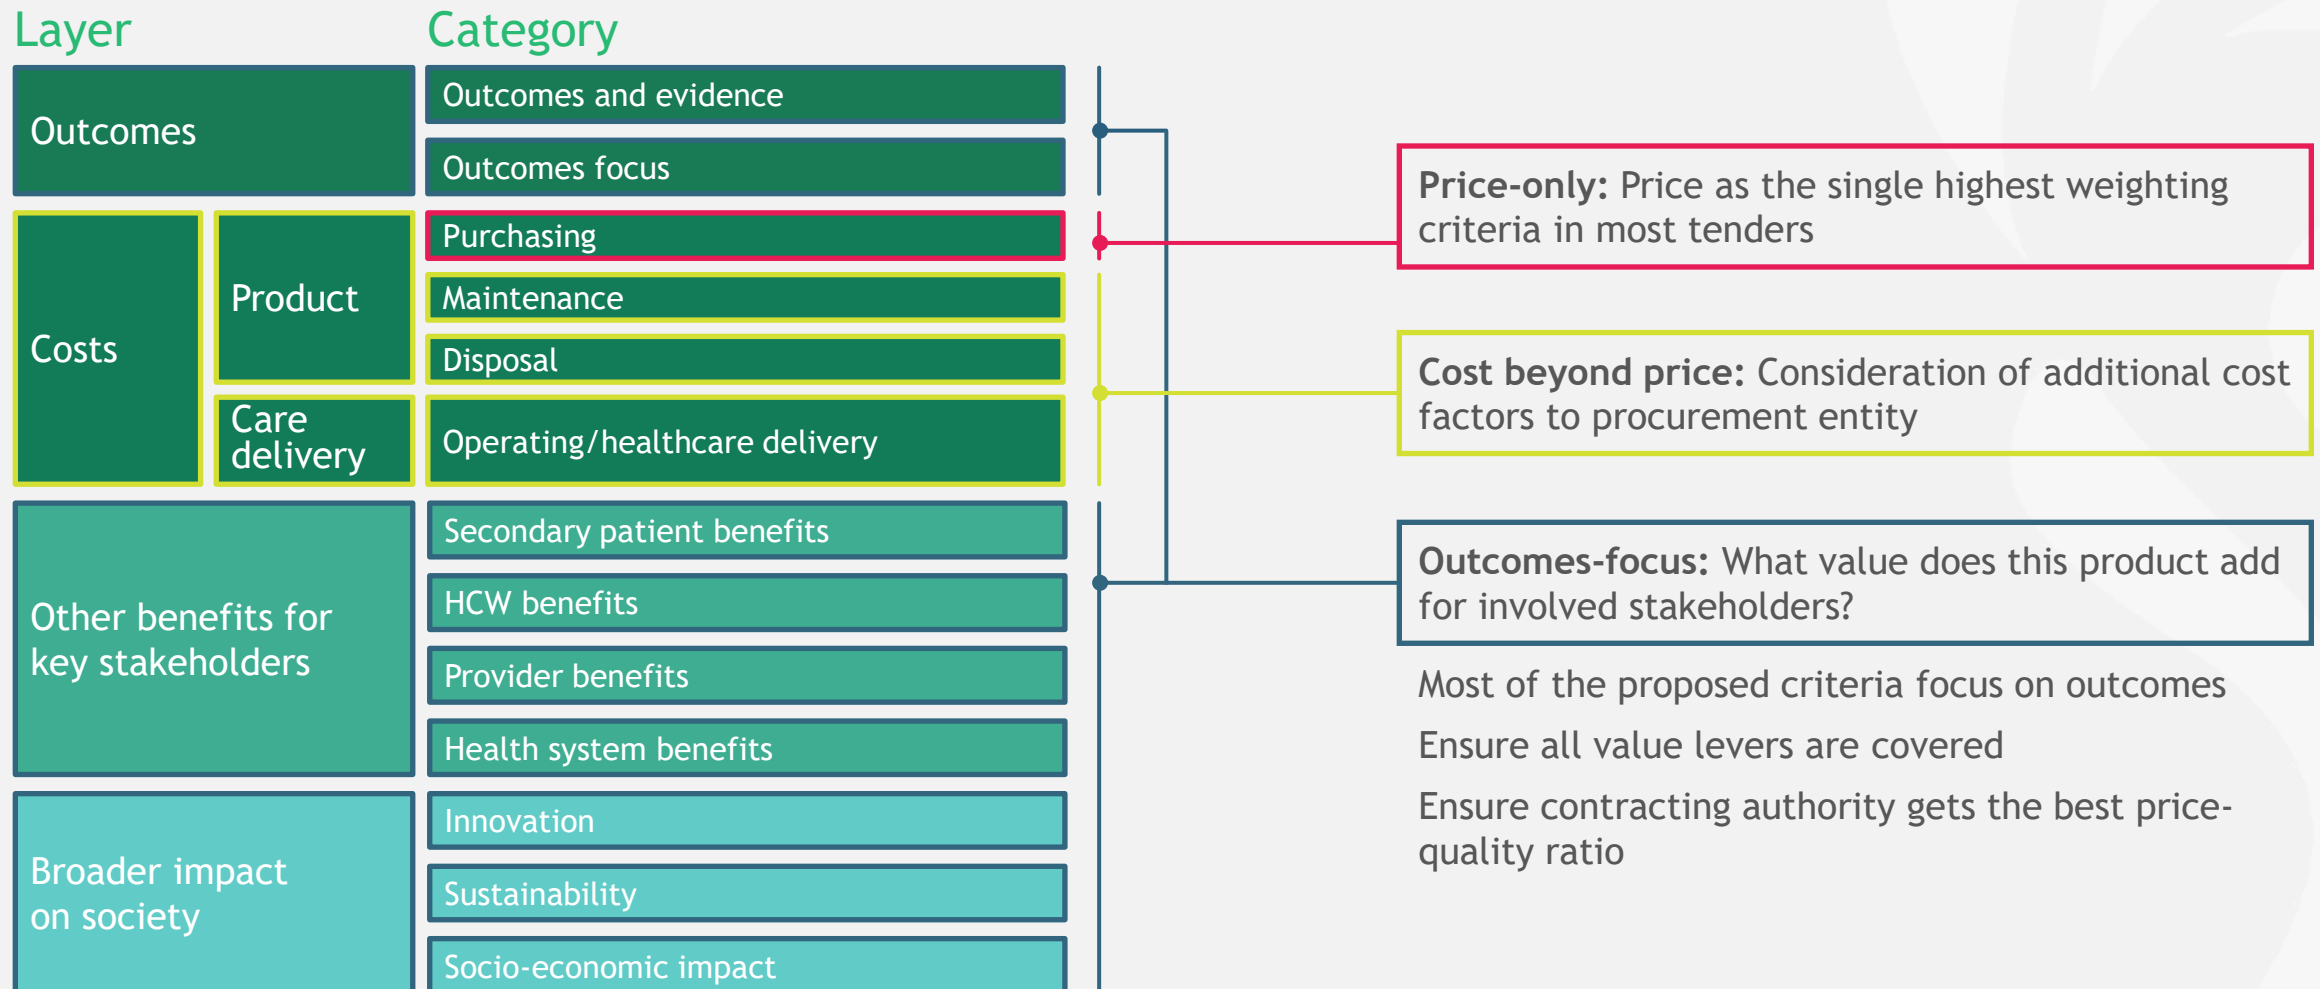 Layer
Category
Outcomes
Outcomes and evidence
Outcomes focus
Costs
Product
Purchasing
Maintenance
Disposal
Care
delivery
Operating/healthcare delivery
Other benefits for
key stakeholders
Secondary patient benefits
HCW benefits
Provider benefits
Health system benefits
Broader impact
on society
Innovation
Sustainability
Socio-economic impact
Price-only: Price as the single highest weighting
criteria in most tenders
Cost beyond price: Consideration of additional cost
factors to procurement entity
Outcomes-focus: What value does this product add
for involved stakeholders?
Most of the proposed criteria focus on outcomes
Ensure all value levers are covered
Ensure contracting authority gets the best price-
quality ratio